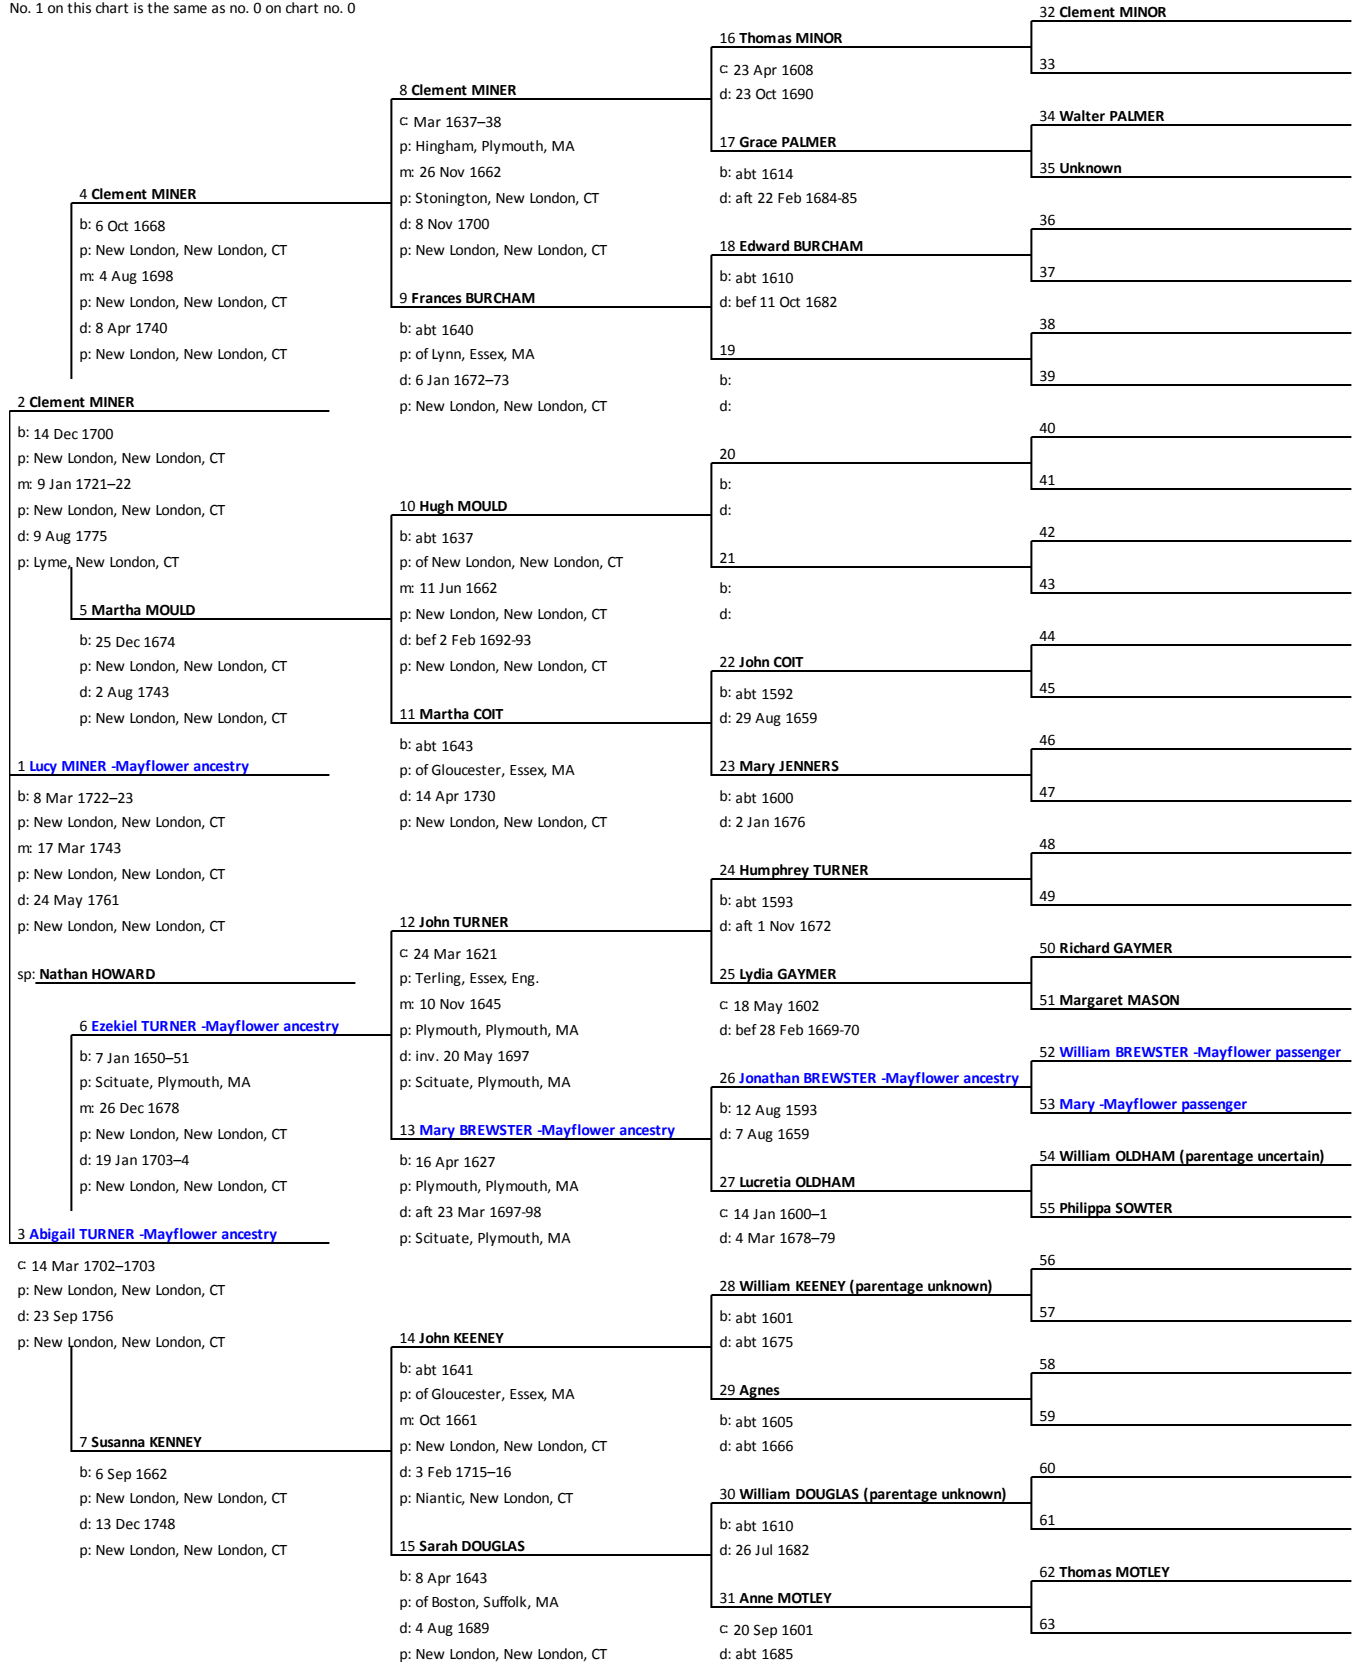 No. 1 on this chart is the same as no. 0 on chart no. 0
2 Clement MINER
b: 14 Dec 1700
p: New London, New London, CT
m: 9 Jan 1721–22
p: New London, New London, CT
d: 9 Aug 1775
p: Lyme, New London, CT
1 Lucy MINER -Mayflower ancestry
b: 8 Mar 1722–23
p: New London, New London, CT
m: 17 Mar 1743
p: New London, New London, CT
d: 24 May 1761
p: New London, New London, CT
sp: Nathan HOWARD
3 Abigail TURNER -Mayflower ancestry
c: 14 Mar 1702–1703
p: New London, New London, CT
d: 23 Sep 1756
p: New London, New London, CT
4 Clement MINER
b: 6 Oct 1668
p: New London, New London, CT
m: 4 Aug 1698
p: New London, New London, CT
d: 8 Apr 1740
p: New London, New London, CT
5 Martha MOULD
b: 25 Dec 1674
p: New London, New London, CT
d: 2 Aug 1743
p: New London, New London, CT
6 Ezekiel TURNER -Mayflower ancestry
b: 7 Jan 1650–51
p: Scituate, Plymouth, MA
m: 26 Dec 1678
p: New London, New London, CT
d: 19 Jan 1703–4
p: New London, New London, CT
7 Susanna KENNEY
b: 6 Sep 1662
p: New London, New London, CT
d: 13 Dec 1748
p: New London, New London, CT
8 Clement MINER
c: Mar 1637–38
p: Hingham, Plymouth, MA
m: 26 Nov 1662
p: Stonington, New London, CT
d: 8 Nov 1700
p: New London, New London, CT
9 Frances BURCHAM
b: abt 1640
p: of Lynn, Essex, MA
d: 6 Jan 1672–73
p: New London, New London, CT
10 Hugh MOULD
b: abt 1637
p: of New London, New London, CT
m: 11 Jun 1662
p: New London, New London, CT
d: bef 2 Feb 1692-93
p: New London, New London, CT
11 Martha COIT
b: abt 1643
p: of Gloucester, Essex, MA
d: 14 Apr 1730
p: New London, New London, CT
12 John TURNER
c: 24 Mar 1621
p: Terling, Essex, Eng.
m: 10 Nov 1645
p: Plymouth, Plymouth, MA
d: inv. 20 May 1697
p: Scituate, Plymouth, MA
13 Mary BREWSTER -Mayflower ancestry
b: 16 Apr 1627
p: Plymouth, Plymouth, MA
d: aft 23 Mar 1697-98
p: Scituate, Plymouth, MA
14 John KEENEY
b: abt 1641
p: of Gloucester, Essex, MA
m: Oct 1661
p: New London, New London, CT
d: 3 Feb 1715–16
p: Niantic, New London, CT
15 Sarah DOUGLAS
b: 8 Apr 1643
p: of Boston, Suffolk, MA
d: 4 Aug 1689
p: New London, New London, CT
16 Thomas MINOR
c: 23 Apr 1608
d: 23 Oct 1690
17 Grace PALMER
b: abt 1614
d: aft 22 Feb 1684-85
18 Edward BURCHAM
b: abt 1610
d: bef 11 Oct 1682
19
b:
d:
20
b:
d:
21
b:
d:
22 John COIT
b: abt 1592
d: 29 Aug 1659
23 Mary JENNERS
b: abt 1600
d: 2 Jan 1676
24 Humphrey TURNER
b: abt 1593
d: aft 1 Nov 1672
25 Lydia GAYMER
c: 18 May 1602
d: bef 28 Feb 1669-70
26 Jonathan BREWSTER -Mayflower ancestry
b: 12 Aug 1593
d: 7 Aug 1659
27 Lucretia OLDHAM
c: 14 Jan 1600–1
d: 4 Mar 1678–79
28 William KEENEY (parentage unknown)
b: abt 1601
d: abt 1675
29 Agnes
b: abt 1605
d: abt 1666
30 William DOUGLAS (parentage unknown)
b: abt 1610
d: 26 Jul 1682
31 Anne MOTLEY
c: 20 Sep 1601
d: abt 1685
32 Clement MINOR
33
34 Walter PALMER
35 Unknown
36
37
38
39
40
41
42
43
44
45
46
47
48
49
50 Richard GAYMER
51 Margaret MASON
52 William BREWSTER -Mayflower passenger
53 Mary -Mayflower passenger
54 William OLDHAM (parentage uncertain)
55 Philippa SOWTER
56
57
58
59
60
61
62 Thomas MOTLEY
63